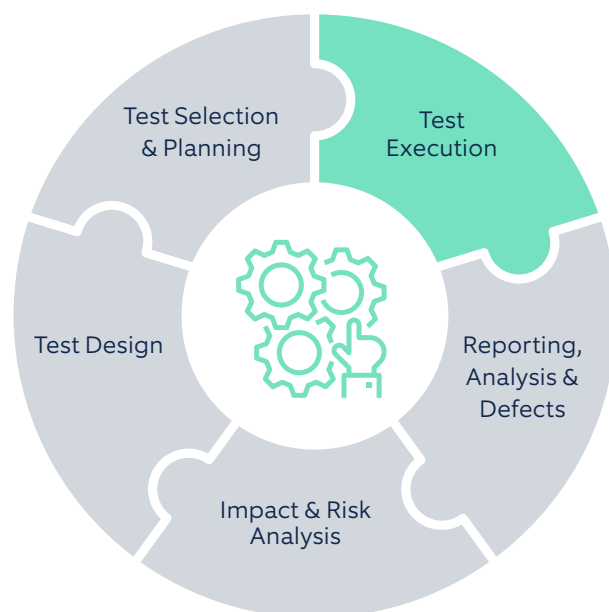 Test Selection
& Planning
Test
Execution
Test Design
Reporting,
Analysis &
Defects
Impact & Risk
Analysis